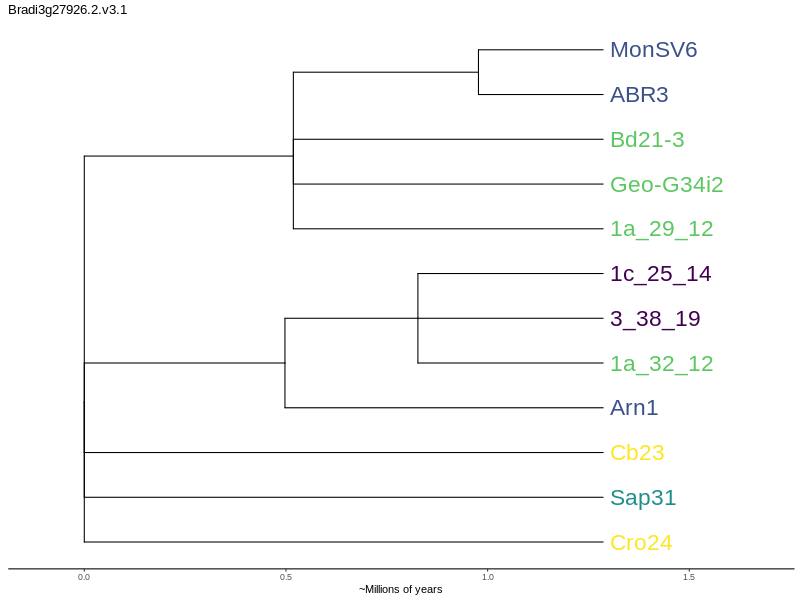 Bradi3g27926.2.v3.1
MonSV6
ABR3
Bd21-3
Geo-G34i2
1a_29_12
1c_25_14
3_38_19
1a_32_12
Arn1
Cb23
Sap31
Cro24
0.0 0.5 1.0 1.5
~Millions of years